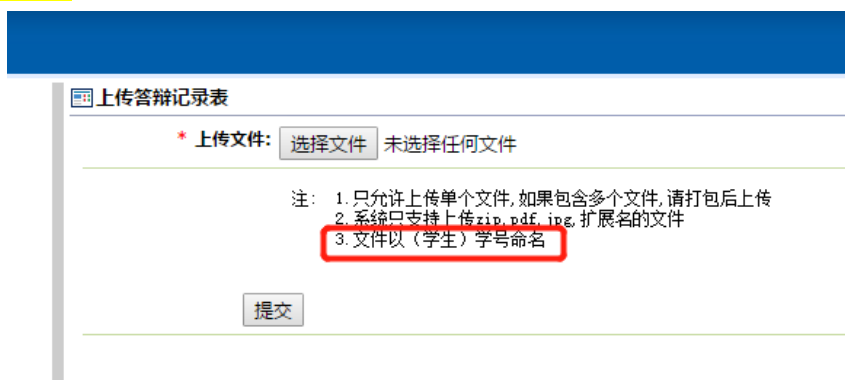 上传答辩记录表
* 上传文件: 选择文件 未选择任何文件
注: 1.只允许上传单个文件,如果包含多个文件,请打包后上传
2.系统只支持上传zip,pdf,jpg,扩展名的文件
3.文件以（学生）学号命名
提交